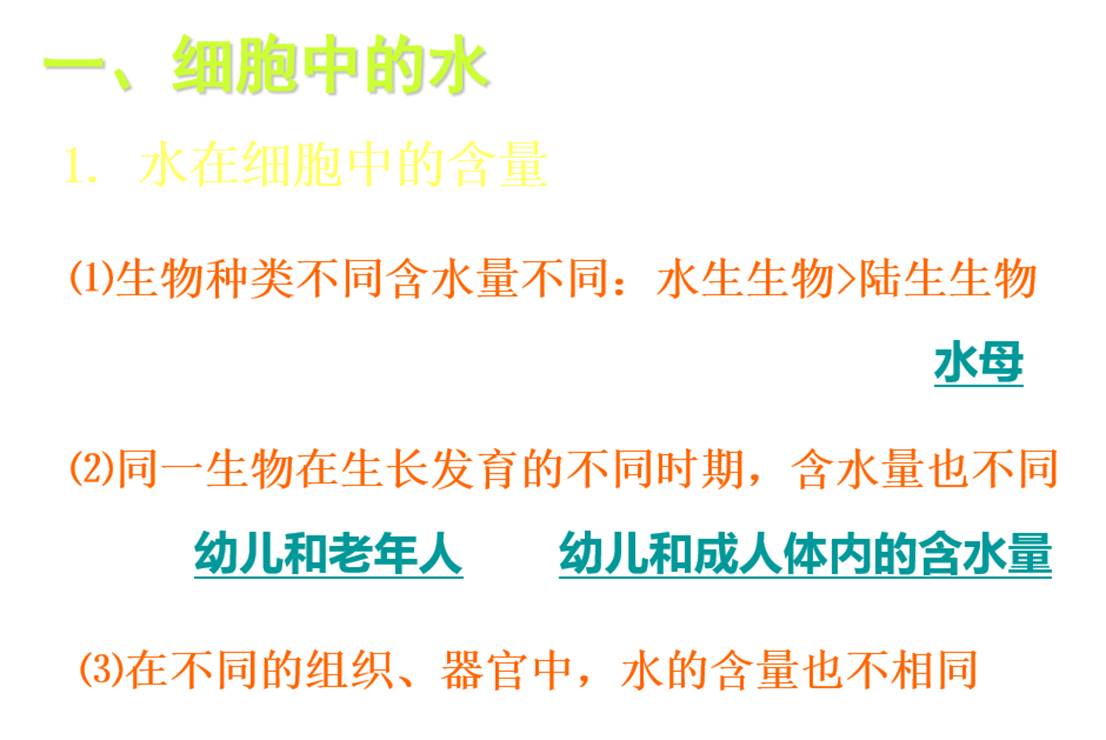 一、细胞中的水
1. 水在细胞中的含量
⑴生物种类不同含水量不同：水生生物>陆生生物
水母
⑵同一生物在生长发育的不同时期，含水量也不同
幼儿和老年人 幼儿和成人体内的含水量
⑶在不同的组织、器官中，水的含量也不相同